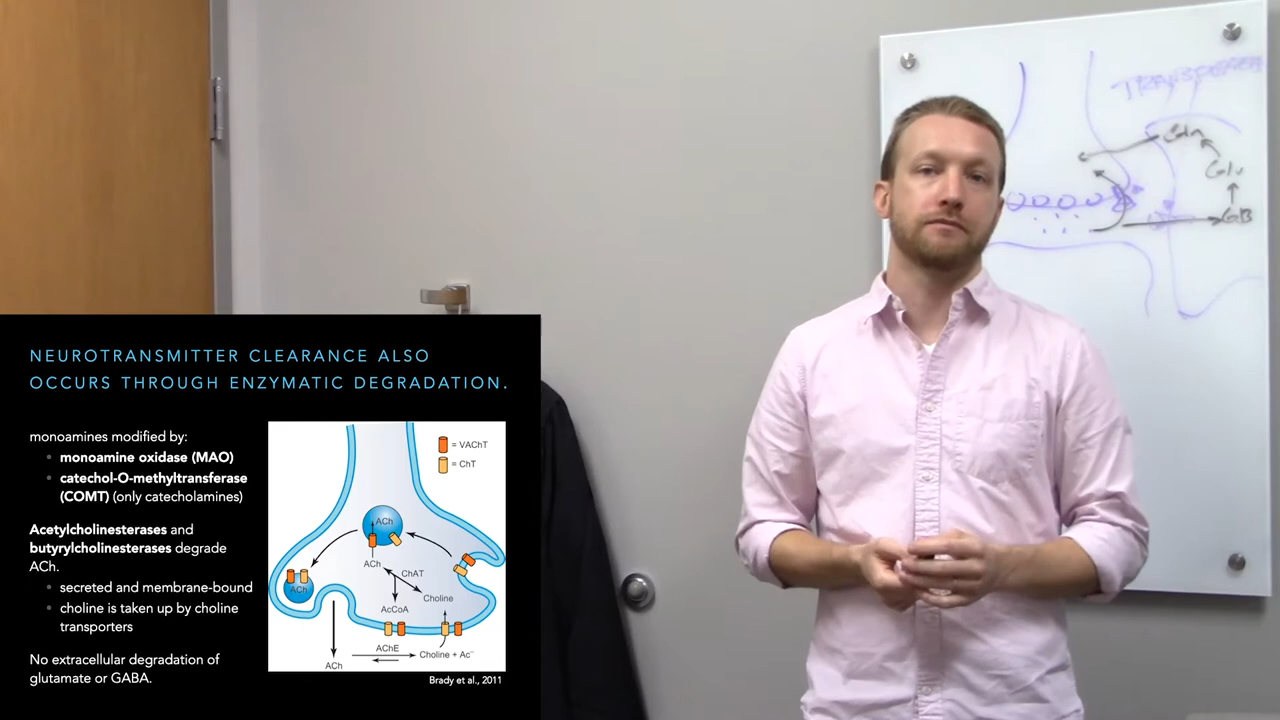 NEUROTRANSMITTER CLEARANCE ALSO
OCCURS THROUGH ENZYMATIC DEGRADATION.
monoamines modified by:
• monoamine oxidase (MAO)
• catechol-O-methyltransferase
(COMT) (only catecholamines)
Acetylcholinesterases and
butyrylcholinesterases degrade
ACh.
• secreted and membrane-bound
• choline is taken up by choline
transporters
No extracellular degradation of
glutamate or GABA.
= VAChT
= ChT
ACh
ACh
ACh
ChAT
Choline
AcCoA
AChE
Choline + Ac⁻
ACh
Brady et al., 2011
Gln
Glu